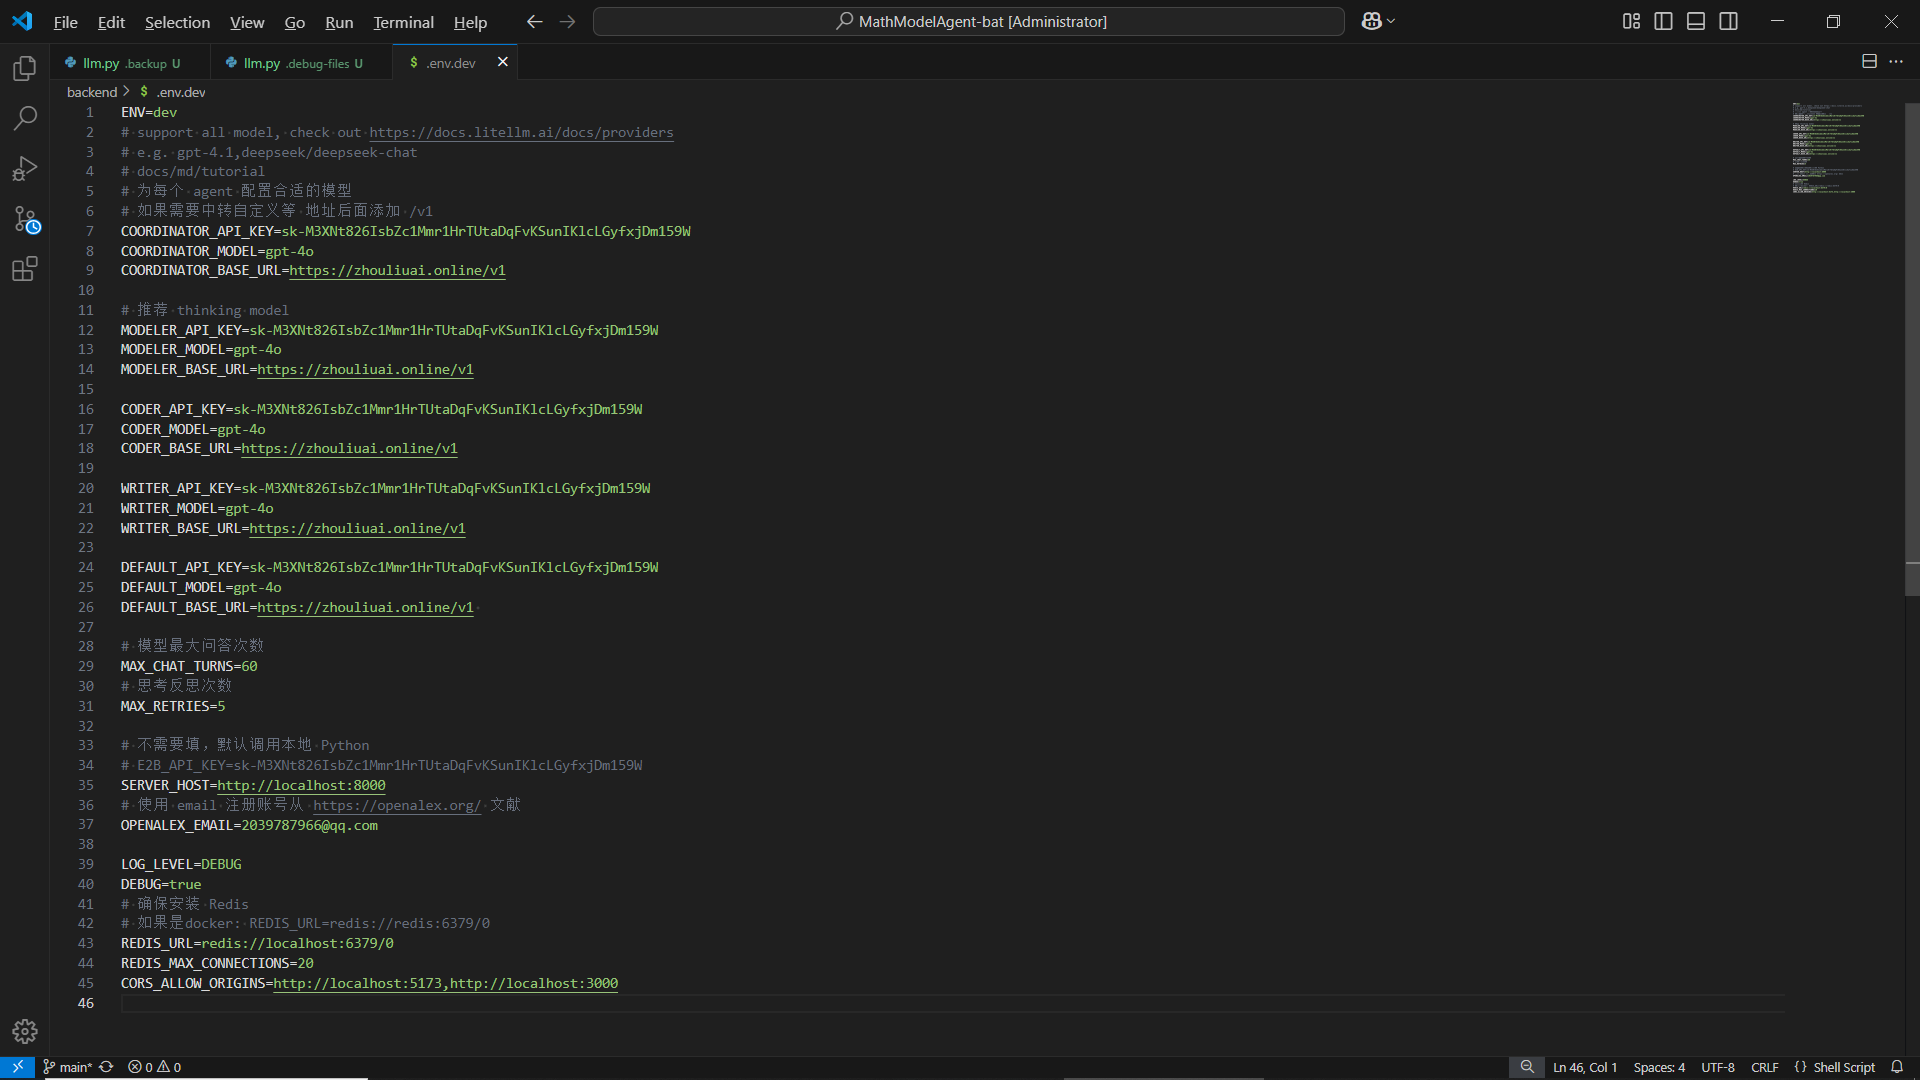 File Edit Selection View Go Run Terminal Help
MathModelAgent-bat [Administrator]
llm.py .backup U
llm.py .debug-files U
$ .env.dev
backend > $ .env.dev
1 ENV=dev
2 # support all model, check out https://docs.litellm.ai/docs/providers
3 # e.g. gpt-4.1,deepseek/deepseek-chat
4 # docs/md/tutorial
5 # 为每个 agent 配置合适的模型
6 # 如果需要中转自定义等 地址后面添加 /v1
7 COORDINATOR_API_KEY=sk-M3XNt826IsbZc1Mmr1HrTUtaDqFvKSunIKlcLGyfxjDm159W
8 COORDINATOR_MODEL=gpt-4o
9 COORDINATOR_BASE_URL=https://zhouliuai.online/v1
10
11 # 推荐 thinking model
12 MODELER_API_KEY=sk-M3XNt826IsbZc1Mmr1HrTUtaDqFvKSunIKlcLGyfxjDm159W
13 MODELER_MODEL=gpt-4o
14 MODELER_BASE_URL=https://zhouliuai.online/v1
15
16 CODER_API_KEY=sk-M3XNt826IsbZc1Mmr1HrTUtaDqFvKSunIKlcLGyfxjDm159W
17 CODER_MODEL=gpt-4o
18 CODER_BASE_URL=https://zhouliuai.online/v1
19
20 WRITER_API_KEY=sk-M3XNt826IsbZc1Mmr1HrTUtaDqFvKSunIKlcLGyfxjDm159W
21 WRITER_MODEL=gpt-4o
22 WRITER_BASE_URL=https://zhouliuai.online/v1
23
24 DEFAULT_API_KEY=sk-M3XNt826IsbZc1Mmr1HrTUtaDqFvKSunIKlcLGyfxjDm159W
25 DEFAULT_MODEL=gpt-4o
26 DEFAULT_BASE_URL=https://zhouliuai.online/v1
27
28 # 模型最大问答次数
29 MAX_CHAT_TURNS=60
30 # 思考反思次数
31 MAX_RETRIES=5
32
33 # 不需要填，默认调用本地 Python
34 # E2B_API_KEY=sk-M3XNt826IsbZc1Mmr1HrTUtaDqFvKSunIKlcLGyfxjDm159W
35 SERVER_HOST=http://localhost:8000
36 # 使用 email 注册账号从 https://openalex.org/ 文献
37 OPENALEX_EMAIL=2039787966@qq.com
38
39 LOG_LEVEL=DEBUG
40 DEBUG=true
41 # 确保安装 Redis
42 # 如果是docker: REDIS_URL=redis://redis:6379/0
43 REDIS_URL=redis://localhost:6379/0
44 REDIS_MAX_CONNECTIONS=20
45 CORS_ALLOW_ORIGINS=http://localhost:5173,http://localhost:3000
46
main* 0 0 Ln 46, Col 1 Spaces: 4 UTF-8 CRLF {} Shell Script